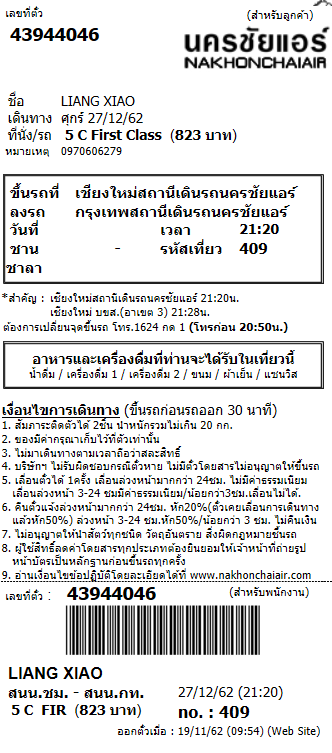 เลขที่ตั๋ว (สำหรับลูกค้า)
43944046 นครชัยแอร์
NAKHONCHAIAIR
ชื่อ LIANG XIAO
เดินทาง ศุกร์ 27/12/62
ที่นั่ง/รถ 5 C First Class (823 บาท)
หมายเหตุ 0970606279
ขึ้นรถที่ เชียงใหม่สถานีเดินรถนครชัยแอร์
ลงรถ กรุงเทพสถานีเดินรถนครชัยแอร์
วันที่ เวลา 21:20
ชาน - รหัสเที่ยว 409
ชาลา
*สำคัญ : เชียงใหม่สถานีเดินรถนครชัยแอร์ 21:20น.
เชียงใหม่ บขส.(อาเขต 3) 21:28น.
ต้องการเปลี่ยนจุดขึ้นรถ โทร.1624 กด 1 (โทรก่อน 20:50น.)
อาหารและเครื่องดื่มที่ท่านจะได้รับในเที่ยวนี้
น้ำดื่ม / เครื่องดื่ม 1 / เครื่องดื่ม 2 / ขนม / ผ้าเย็น / แซนวิส
เงื่อนไขการเดินทาง (ขึ้นรถก่อนรถออก 30 นาที)
1. สัมภาระติดตัวได้ 2ชิ้น น้ำหนักรวมไม่เกิน 20 กก.
2. ของมีค่ากรุณาเก็บไว้ที่ตัวเท่านั้น
3. ไม่มาเดินทางตามเวลาถือว่าสละสิทธิ์
4. บริษัทฯ ไม่รับผิดชอบกรณีตั๋วหาย ไม่มีตั๋วโดยสารไม่อนุญาตให้ขึ้นรถ
5. เลื่อนตั๋วได้ 1ครั้ง เลื่อนล่วงหน้ามากกว่า 24ชม. ไม่มีค่าธรรมเนียม
เลื่อนล่วงหน้า 3-24 ชมมีค่าธรรมเนียม/น้อยกว่า3ชม.เลื่อนไม่ได้.
6. คืนตั๋วแจ้งล่วงหน้ามากกว่า 24ชม. หัก20%(ตั๋วเคยเลื่อนการเดินทาง
แล้วหัก50%) ล่วงหน้า 3-24 ชม.หัก50%/น้อยกว่า 3 ชม. ไม่คืนเงิน
7. ไม่อนุญาตให้นำสัตว์ทุกชนิด วัตถุอันตราย สิ่งผิดกฎหมายขึ้นรถ
8. ผู้ใช้สิทธิ์ลดค่าโดยสารทุกประเภทต้องยินยอมให้เจ้าหน้าที่ถ่ายรูป
หน้าบัตรเป็นหลักฐานก่อนขึ้นรถทุกครั้ง
9. อ่านเงื่อนไขข้อปฏิบัติโดยละเอียดได้ที่ www.nakhonchaiair.com
เลขที่ตั๋ว : 43944046 (สำหรับพนักงาน)
LIANG XIAO
สนน.ชม. - สนน.กท. 27/12/62 (21:20)
5 C FIR (823 บาท) no. : 409
ออกตั๋วเมื่อ : 19/11/62 (09:54) (Web Site)